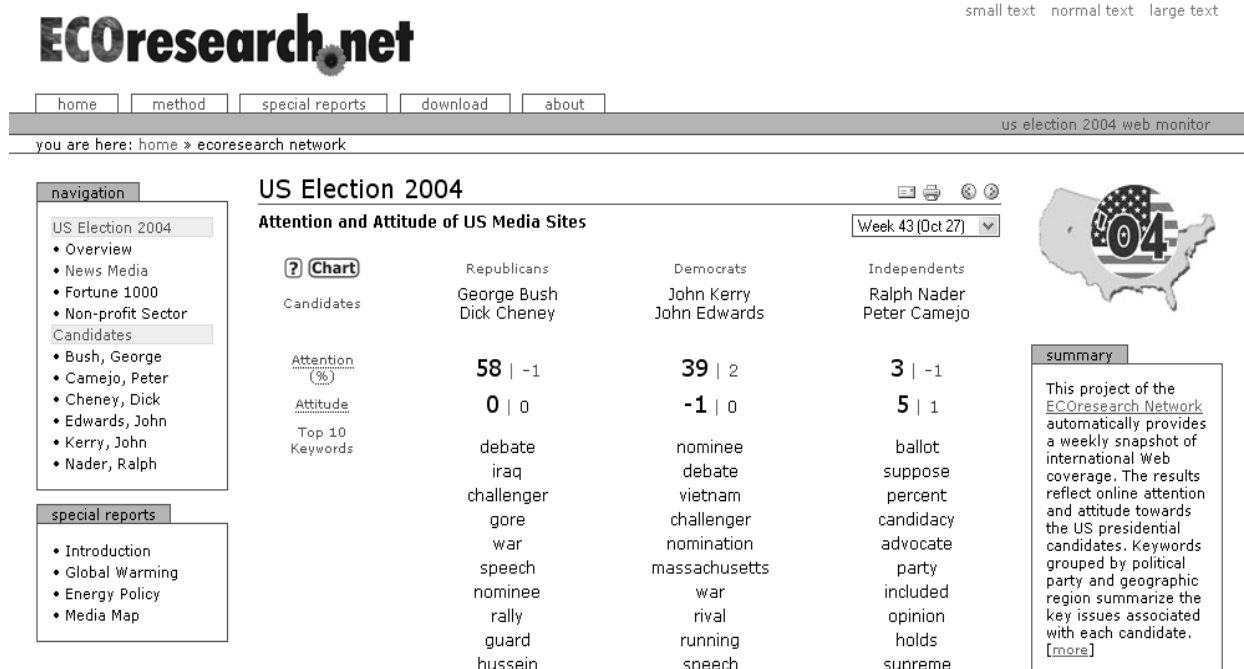 small text normal text large text
ECOresearch.net
home method special reports download about
us election 2004 web monitor
you are here: home » ecoresearch network
navigation
US Election 2004
• Overview
• News Media
• Fortune 1000
• Non-profit Sector
Candidates
• Bush, George
• Camejo, Peter
• Cheney, Dick
• Edwards, John
• Kerry, John
• Nader, Ralph
special reports
• Introduction
• Global Warming
• Energy Policy
• Media Map
US Election 2004
Attention and Attitude of US Media Sites
Week 43 (Oct 27)
? Chart Republicans Democrats Independents
Candidates
George Bush John Kerry Ralph Nader
Dick Cheney John Edwards Peter Camejo
Attention
(%)
58 | -1 39 | 2 3 | -1
Attitude 0 | 0 -1 | 0 5 | 1
Top 10
Keywords
debate nominee ballot
iraq debate suppose
challenger vietnam percent
gore challenger candidacy
war nomination advocate
speech massachusetts party
nominee war included
rally rival opinion
guard running holds
hussein speech supreme
'04
summary
This project of the
ECOresearch Network
automatically provides
a weekly snapshot of
international Web
coverage. The results
reflect online attention
and attitude towards
the US presidential
candidates. Keywords
grouped by political
party and geographic
region summarize the
key issues associated
with each candidate.
[more]